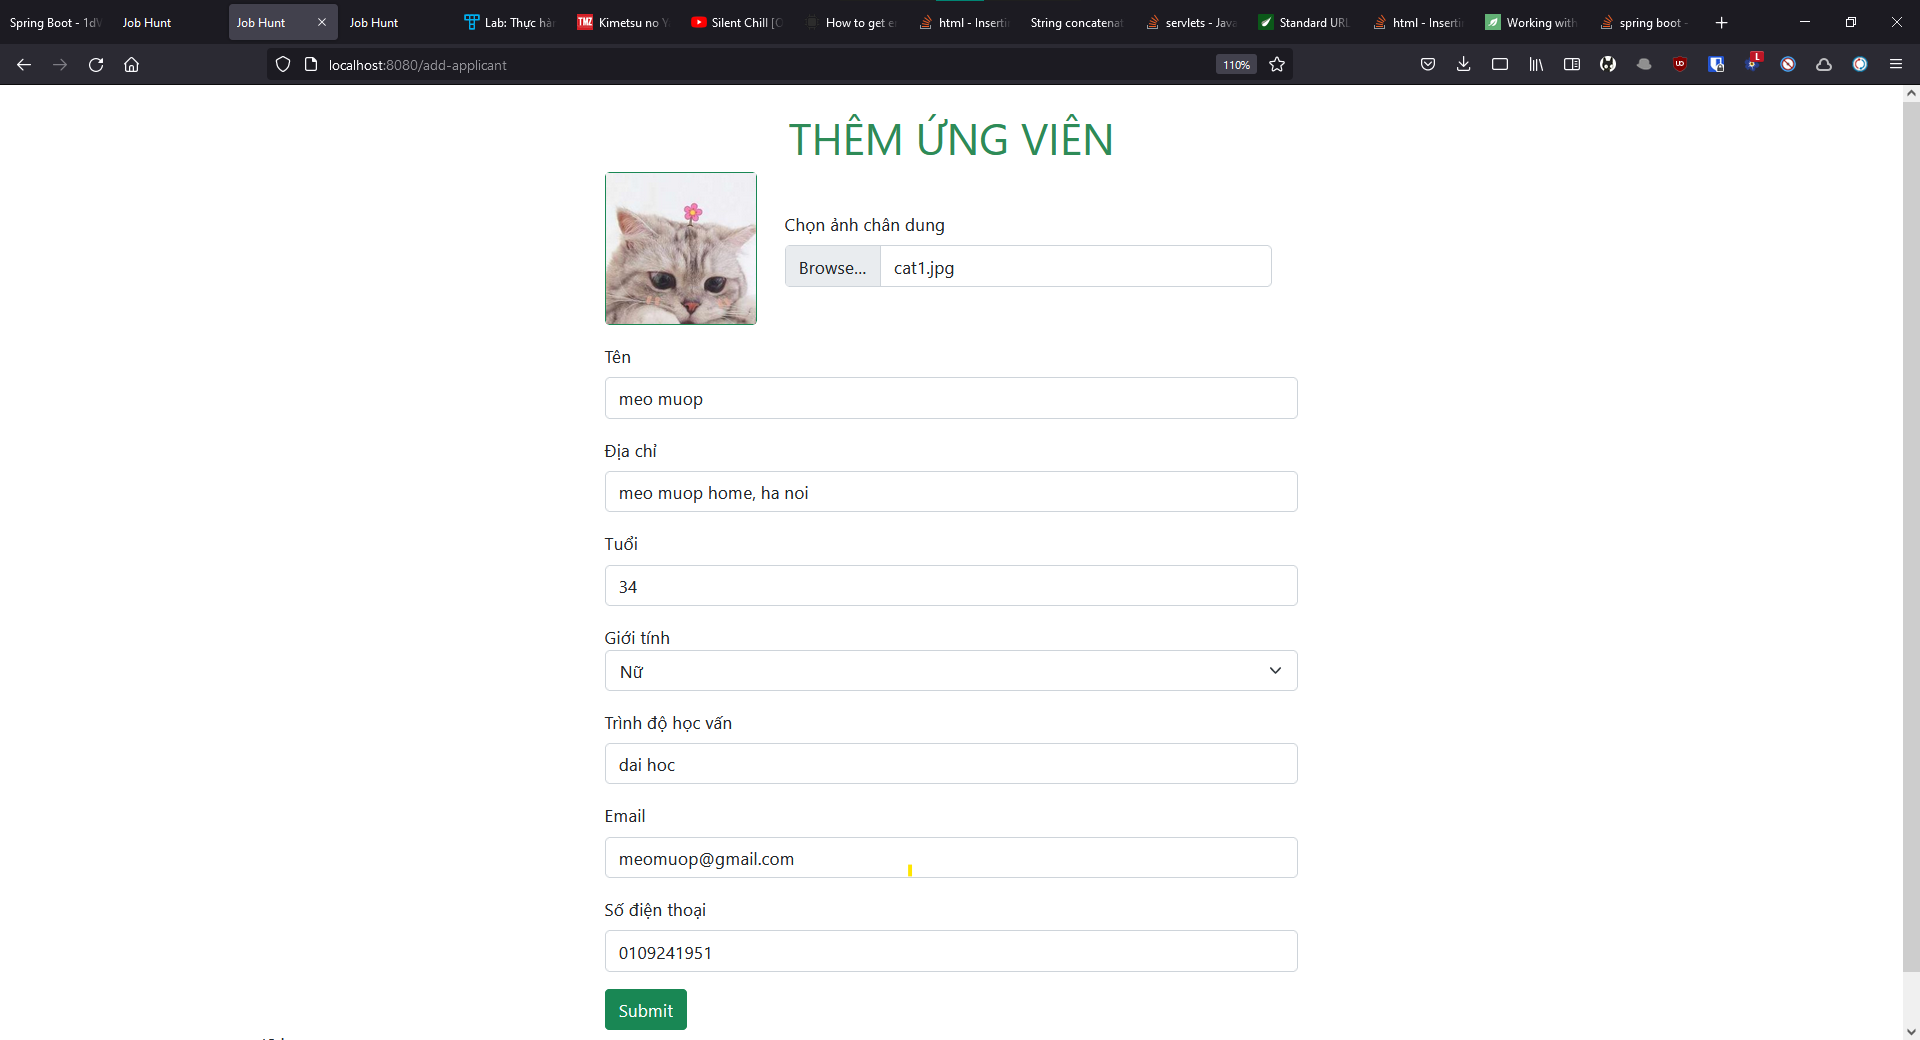 Spring Boot - 1dV
Job Hunt
Job Hunt
Job Hunt
Lab: Thực hàn
TMZ
Kimetsu no Y
Silent Chill [O
How to get e
html - Inserti
String concatenat
servlets - Java
Standard URL
html - Inserti
Working with
spring boot -
localhost:8080/add-applicant
110%
THÊM ỨNG VIÊN
Chọn ảnh chân dung
Browse...
cat1.jpg
Tên
meo muop
Địa chỉ
meo muop home, ha noi
Tuổi
34
Giới tính
Nữ
Trình độ học vấn
dai hoc
Email
meomuop@gmail.com
Số điện thoại
0109241951
Submit